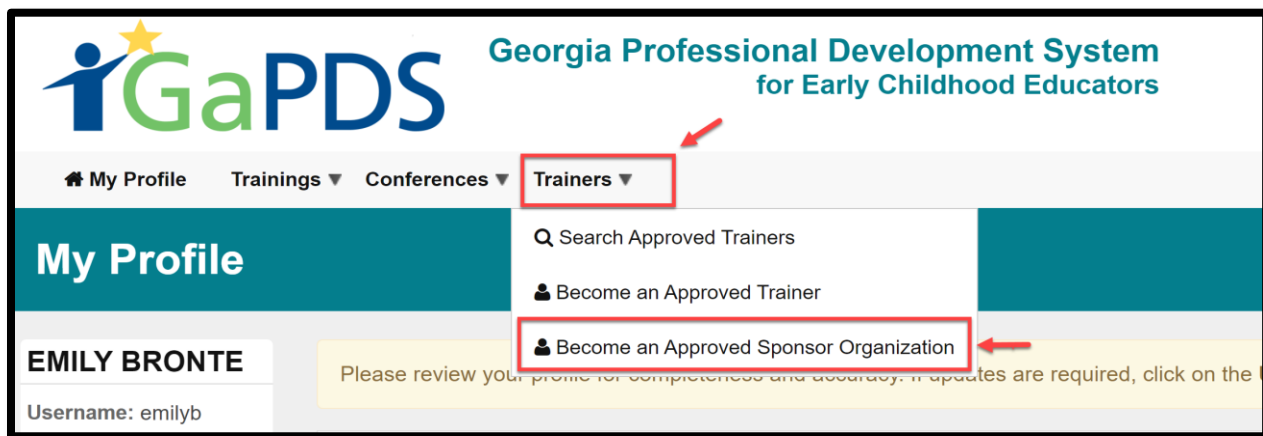 GaPDS
Georgia Professional Development System
for Early Childhood Educators
My Profile Trainings Conferences Trainers
My Profile
Search Approved Trainers
Become an Approved Trainer
Become an Approved Sponsor Organization
EMILY BRONTE
Username: emilyb
Please review your profile for completeness and accuracy. If updates are required, click on the